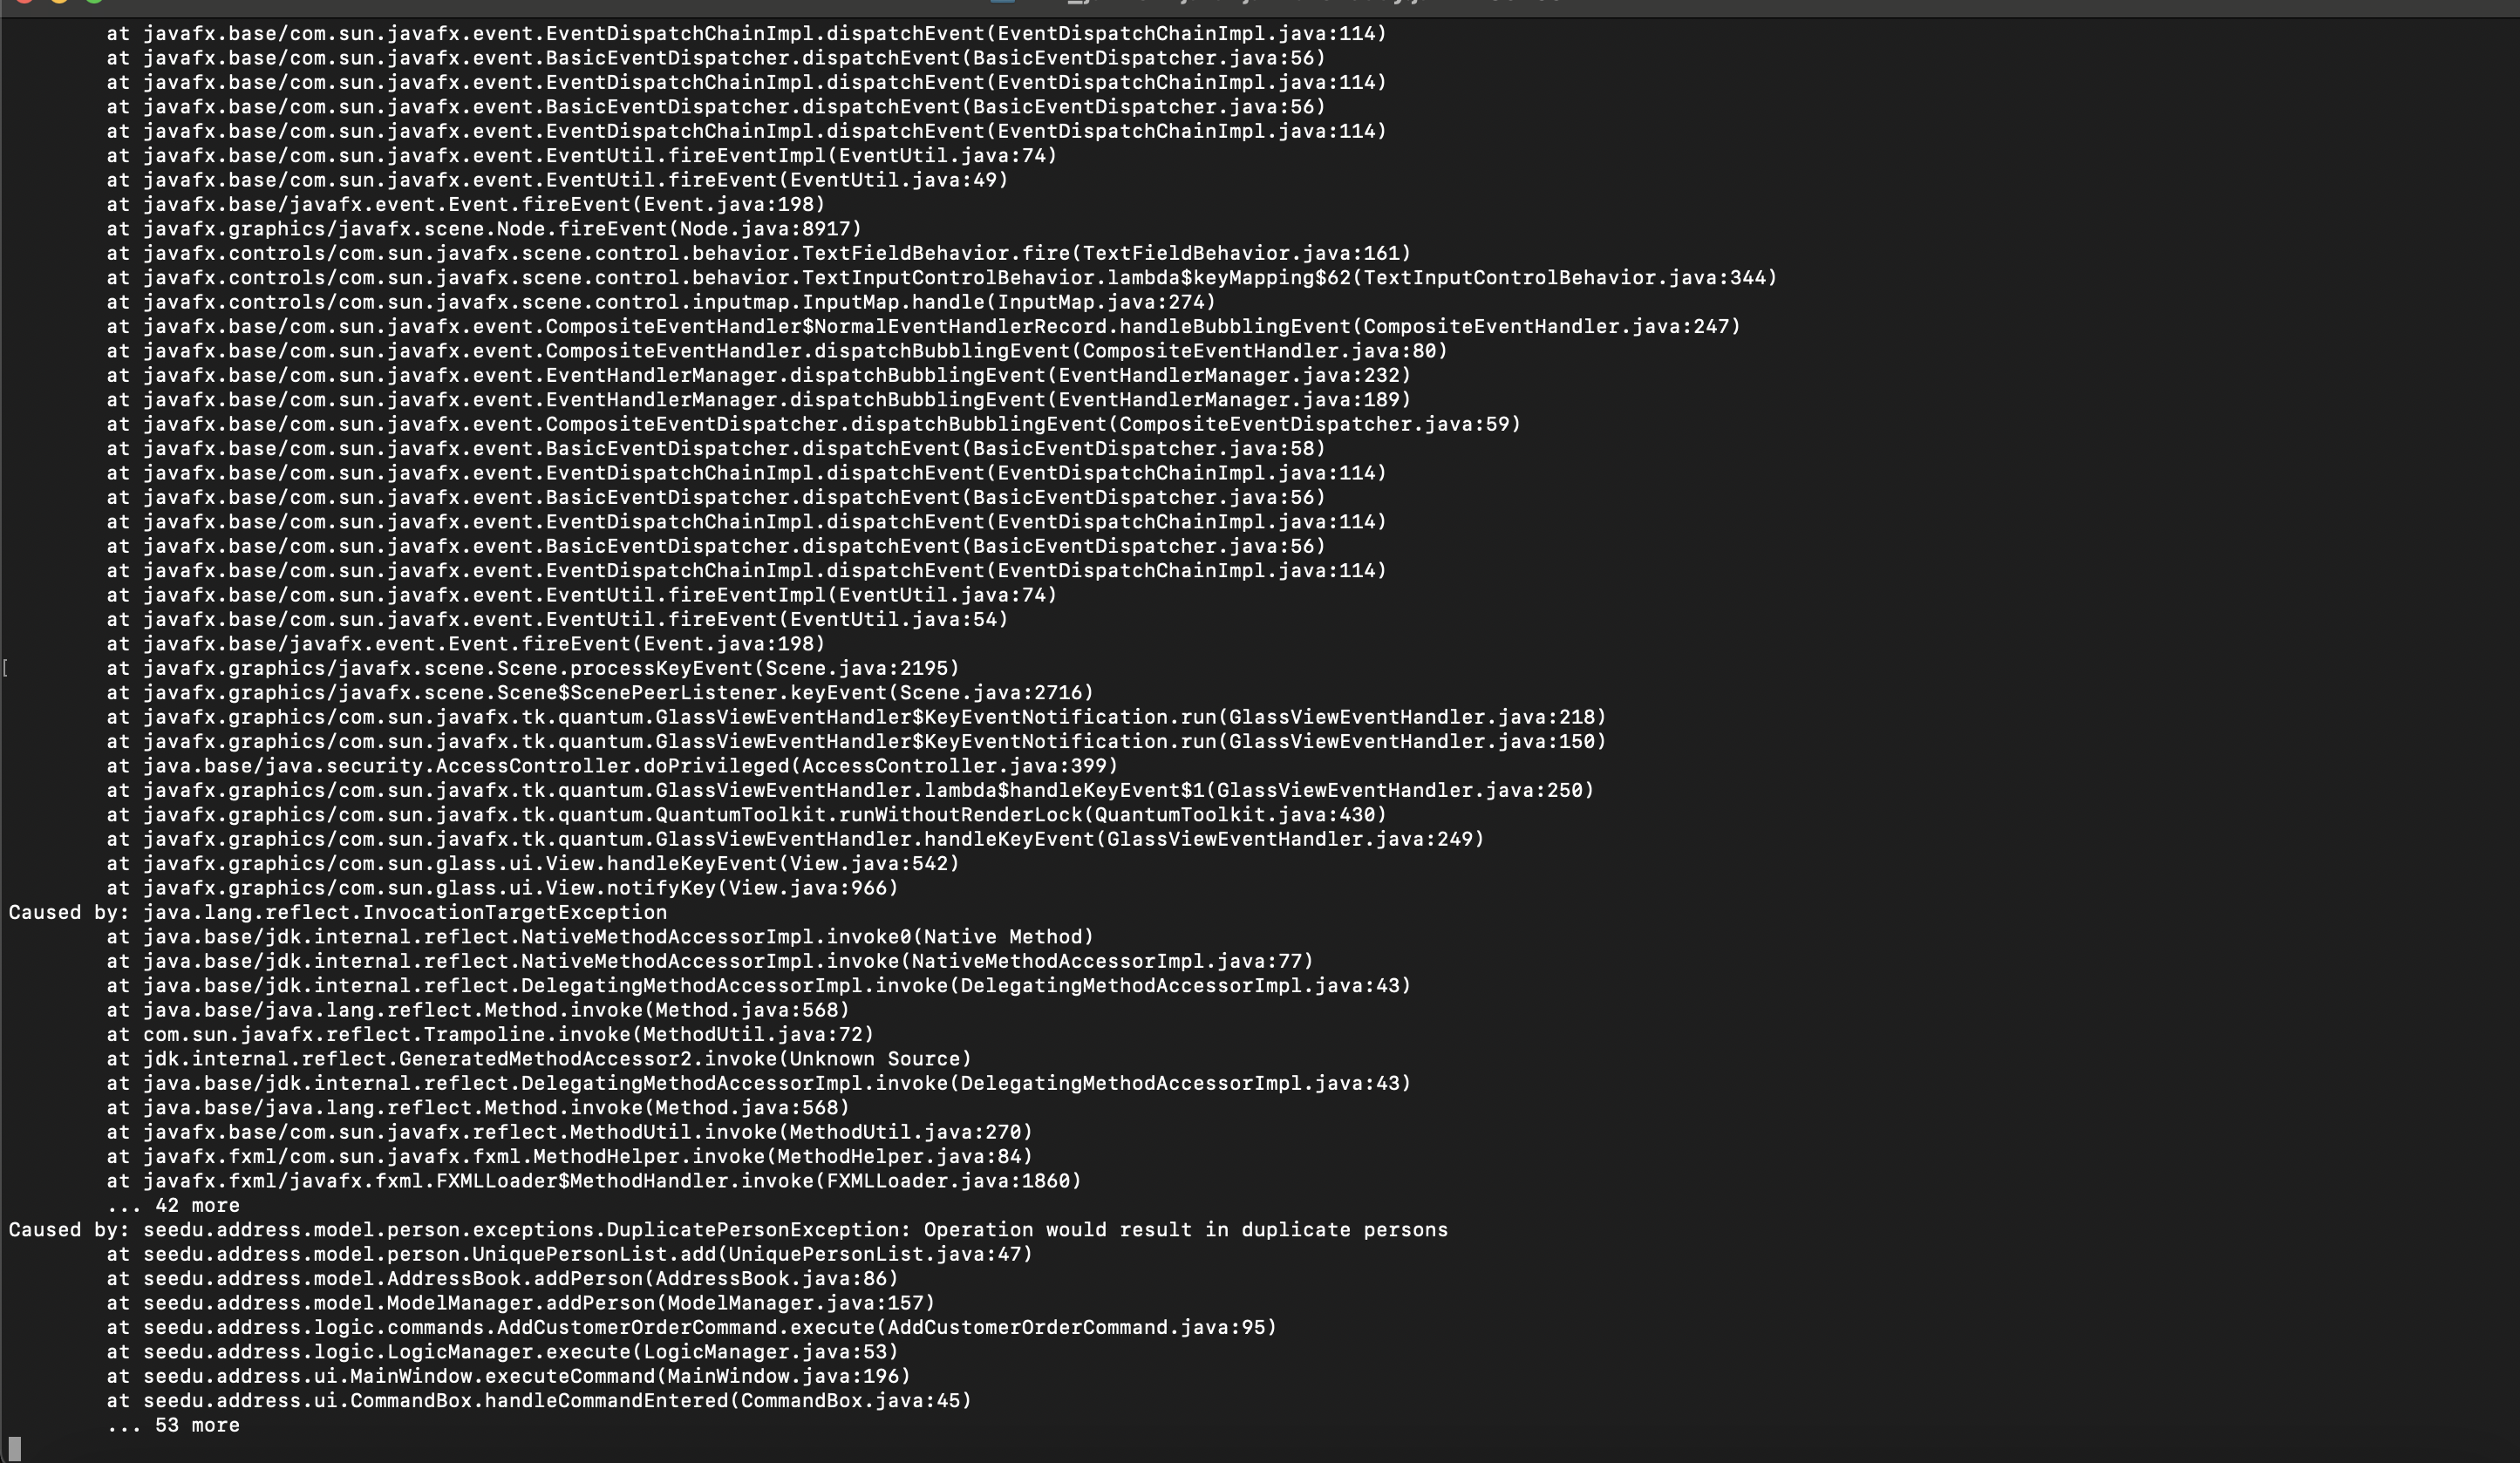 at javafx.base/com.sun.javafx.event.EventDispatchChainImpl.dispatchEvent(EventDispatchChainImpl.java:114)
at javafx.base/com.sun.javafx.event.BasicEventDispatcher.dispatchEvent(BasicEventDispatcher.java:56)
at javafx.base/com.sun.javafx.event.EventDispatchChainImpl.dispatchEvent(EventDispatchChainImpl.java:114)
at javafx.base/com.sun.javafx.event.BasicEventDispatcher.dispatchEvent(BasicEventDispatcher.java:56)
at javafx.base/com.sun.javafx.event.EventDispatchChainImpl.dispatchEvent(EventDispatchChainImpl.java:114)
at javafx.base/com.sun.javafx.event.EventUtil.fireEventImpl(EventUtil.java:74)
at javafx.base/com.sun.javafx.event.EventUtil.fireEvent(EventUtil.java:49)
at javafx.base/javafx.event.Event.fireEvent(Event.java:198)
at javafx.graphics/javafx.scene.Node.fireEvent(Node.java:8917)
at javafx.controls/com.sun.javafx.scene.control.behavior.TextFieldBehavior.fire(TextFieldBehavior.java:161)
at javafx.controls/com.sun.javafx.scene.control.behavior.TextInputControlBehavior.lambda$keyMapping$62(TextInputControlBehavior.java:344)
at javafx.controls/com.sun.javafx.scene.control.inputmap.InputMap.handle(InputMap.java:274)
at javafx.base/com.sun.javafx.event.CompositeEventHandler$NormalEventHandlerRecord.handleBubblingEvent(CompositeEventHandler.java:247)
at javafx.base/com.sun.javafx.event.CompositeEventHandler.dispatchBubblingEvent(CompositeEventHandler.java:80)
at javafx.base/com.sun.javafx.event.EventHandlerManager.dispatchBubblingEvent(EventHandlerManager.java:232)
at javafx.base/com.sun.javafx.event.EventHandlerManager.dispatchBubblingEvent(EventHandlerManager.java:189)
at javafx.base/com.sun.javafx.event.CompositeEventDispatcher.dispatchBubblingEvent(CompositeEventDispatcher.java:59)
at javafx.base/com.sun.javafx.event.BasicEventDispatcher.dispatchEvent(BasicEventDispatcher.java:58)
at javafx.base/com.sun.javafx.event.EventDispatchChainImpl.dispatchEvent(EventDispatchChainImpl.java:114)
at javafx.base/com.sun.javafx.event.BasicEventDispatcher.dispatchEvent(BasicEventDispatcher.java:56)
at javafx.base/com.sun.javafx.event.EventDispatchChainImpl.dispatchEvent(EventDispatchChainImpl.java:114)
at javafx.base/com.sun.javafx.event.BasicEventDispatcher.dispatchEvent(BasicEventDispatcher.java:56)
at javafx.base/com.sun.javafx.event.EventDispatchChainImpl.dispatchEvent(EventDispatchChainImpl.java:114)
at javafx.base/com.sun.javafx.event.EventUtil.fireEventImpl(EventUtil.java:74)
at javafx.base/com.sun.javafx.event.EventUtil.fireEvent(EventUtil.java:54)
at javafx.base/javafx.event.Event.fireEvent(Event.java:198)
[ at javafx.graphics/javafx.scene.Scene.processKeyEvent(Scene.java:2195)
at javafx.graphics/javafx.scene.Scene$ScenePeerListener.keyEvent(Scene.java:2716)
at javafx.graphics/com.sun.javafx.tk.quantum.GlassViewEventHandler$KeyEventNotification.run(GlassViewEventHandler.java:218)
at javafx.graphics/com.sun.javafx.tk.quantum.GlassViewEventHandler$KeyEventNotification.run(GlassViewEventHandler.java:150)
at java.base/java.security.AccessController.doPrivileged(AccessController.java:399)
at javafx.graphics/com.sun.javafx.tk.quantum.GlassViewEventHandler.lambda$handleKeyEvent$1(GlassViewEventHandler.java:250)
at javafx.graphics/com.sun.javafx.tk.quantum.QuantumToolkit.runWithoutRenderLock(QuantumToolkit.java:430)
at javafx.graphics/com.sun.javafx.tk.quantum.GlassViewEventHandler.handleKeyEvent(GlassViewEventHandler.java:249)
at javafx.graphics/com.sun.glass.ui.View.handleKeyEvent(View.java:542)
at javafx.graphics/com.sun.glass.ui.View.notifyKey(View.java:966)
Caused by: java.lang.reflect.InvocationTargetException
at java.base/jdk.internal.reflect.NativeMethodAccessorImpl.invoke0(Native Method)
at java.base/jdk.internal.reflect.NativeMethodAccessorImpl.invoke(NativeMethodAccessorImpl.java:77)
at java.base/jdk.internal.reflect.DelegatingMethodAccessorImpl.invoke(DelegatingMethodAccessorImpl.java:43)
at java.base/java.lang.reflect.Method.invoke(Method.java:568)
at com.sun.javafx.reflect.Trampoline.invoke(MethodUtil.java:72)
at jdk.internal.reflect.GeneratedMethodAccessor2.invoke(Unknown Source)
at java.base/jdk.internal.reflect.DelegatingMethodAccessorImpl.invoke(DelegatingMethodAccessorImpl.java:43)
at java.base/java.lang.reflect.Method.invoke(Method.java:568)
at javafx.base/com.sun.javafx.reflect.MethodUtil.invoke(MethodUtil.java:270)
at javafx.fxml/com.sun.javafx.fxml.MethodHelper.invoke(MethodHelper.java:84)
at javafx.fxml/javafx.fxml.FXMLLoader$MethodHandler.invoke(FXMLLoader.java:1860)
... 42 more
Caused by: seedu.address.model.person.exceptions.DuplicatePersonException: Operation would result in duplicate persons
at seedu.address.model.person.UniquePersonList.add(UniquePersonList.java:47)
at seedu.address.model.AddressBook.addPerson(AddressBook.java:86)
at seedu.address.model.ModelManager.addPerson(ModelManager.java:157)
at seedu.address.logic.commands.AddCustomerOrderCommand.execute(AddCustomerOrderCommand.java:95)
at seedu.address.logic.LogicManager.execute(LogicManager.java:53)
at seedu.address.ui.MainWindow.executeCommand(MainWindow.java:196)
at seedu.address.ui.CommandBox.handleCommandEntered(CommandBox.java:45)
... 53 more